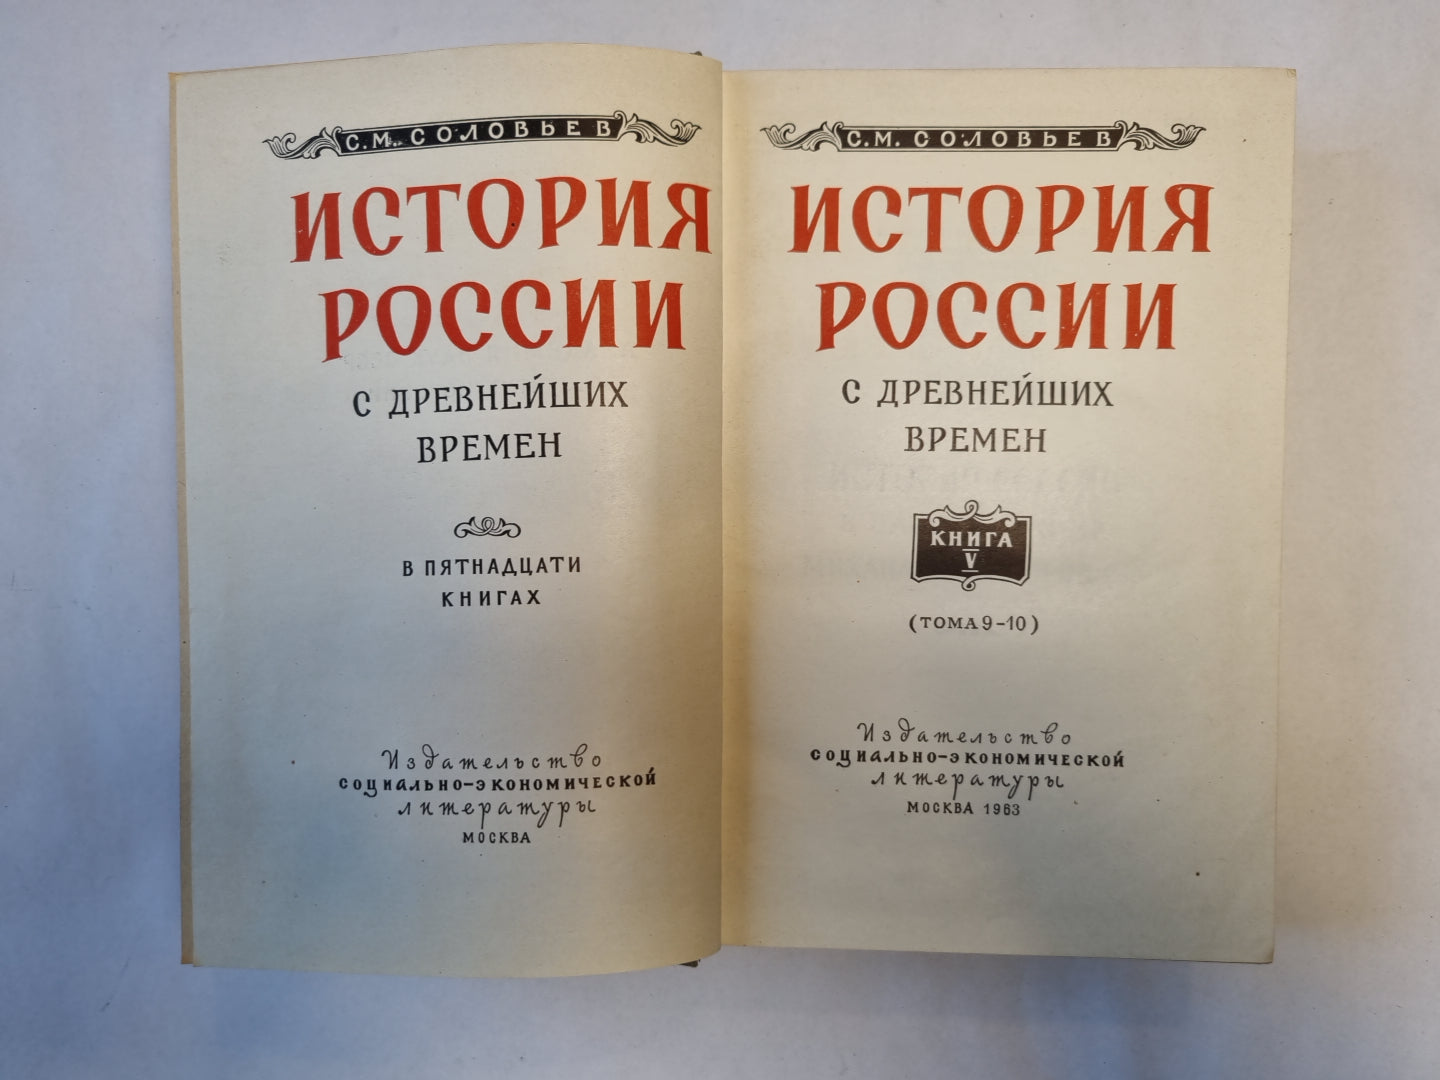 С.М. СОЛОВЬЕВ
ИСТОРИЯ
РОССИИ
С ДРЕВНЕЙШИХ
ВРЕМЕН
В ПЯТНАДЦАТИ
КНИГАХ
Издательство
СОЦИАЛЬНО-ЭКОНОМИЧЕСКОЙ
литературы
МОСКВА
С.М. СОЛОВЬЕВ
ИСТОРИЯ
РОССИИ
С ДРЕВНЕЙШИХ
ВРЕМЕН
КНИГА
V
(ТОМА 9-10)
Издательство
СОЦИАЛЬНО-ЭКОНОМИЧЕСКОЙ
литературы
МОСКВА 1963